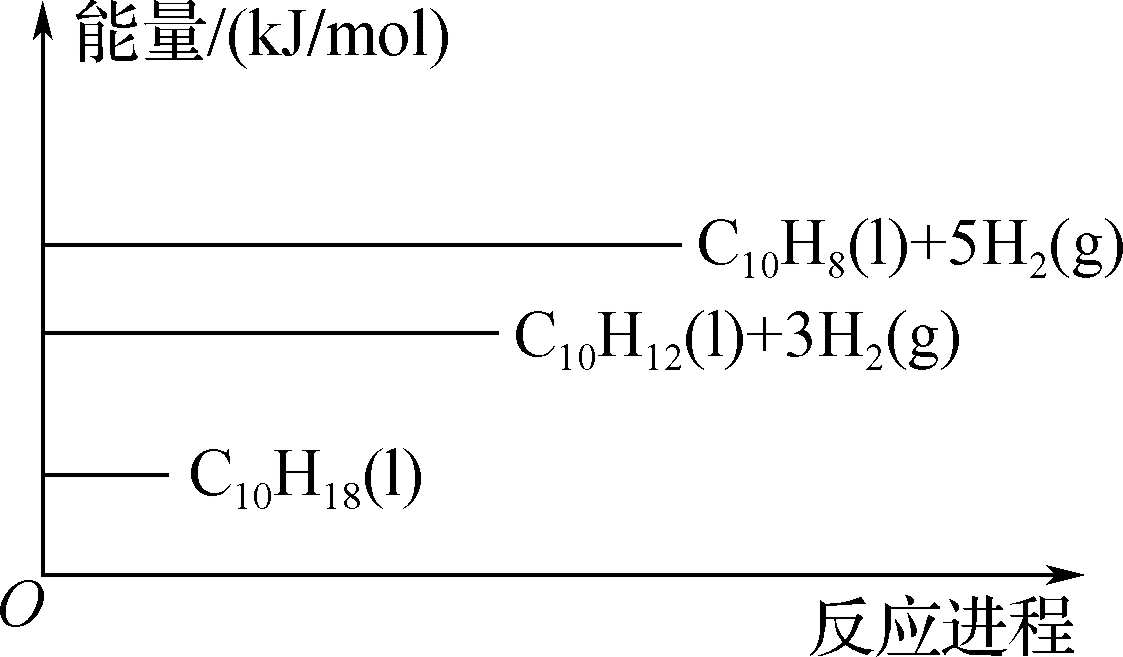 能量/(kJ/mol)
C₁₀H₈(l)+5H₂(g)
C₁₀H₁₂(l)+3H₂(g)
C₁₀H₁₈(l)
O
反应进程